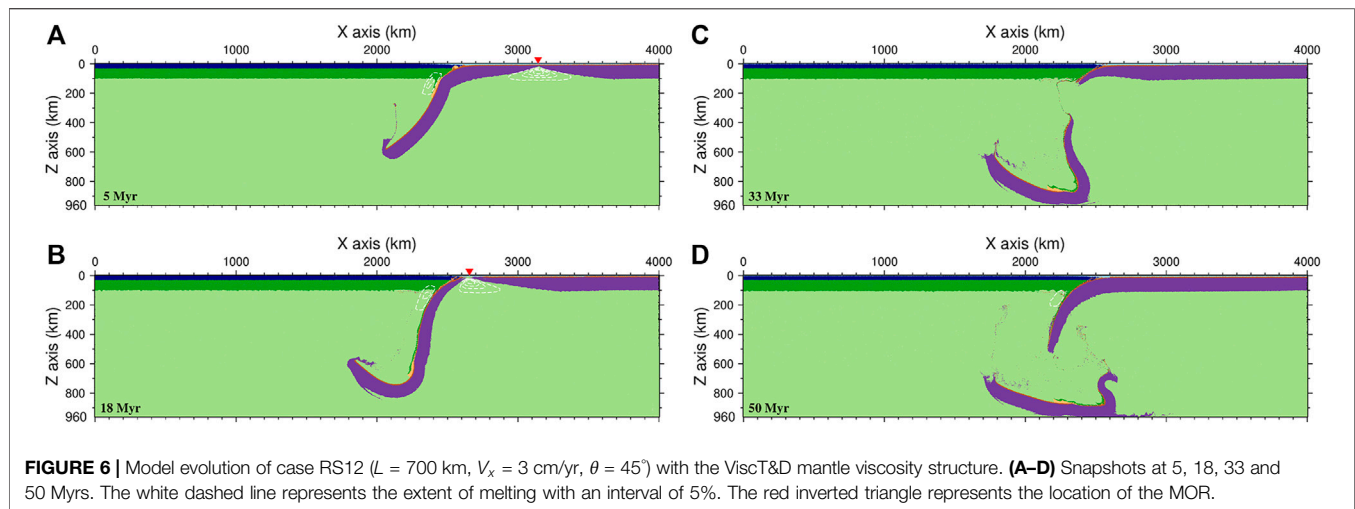 A
X axis (km)
0 1000 2000 3000 4000
Z axis (km)
0
200
400
600
800
960
5 Myr
B
X axis (km)
0 1000 2000 3000 4000
Z axis (km)
0
200
400
600
800
960
18 Myr
C
X axis (km)
0 1000 2000 3000 4000
Z axis (km)
0
200
400
600
800
960
33 Myr
D
X axis (km)
0 1000 2000 3000 4000
Z axis (km)
0
200
400
600
800
960
50 Myr
FIGURE 6 | Model evolution of case RS12 (L = 700 km, Vₓ = 3 cm/yr, θ = 45°) with the ViscT&D mantle viscosity structure. (A–D) Snapshots at 5, 18, 33 and
50 Myrs. The white dashed line represents the extent of melting with an interval of 5%. The red inverted triangle represents the location of the MOR.